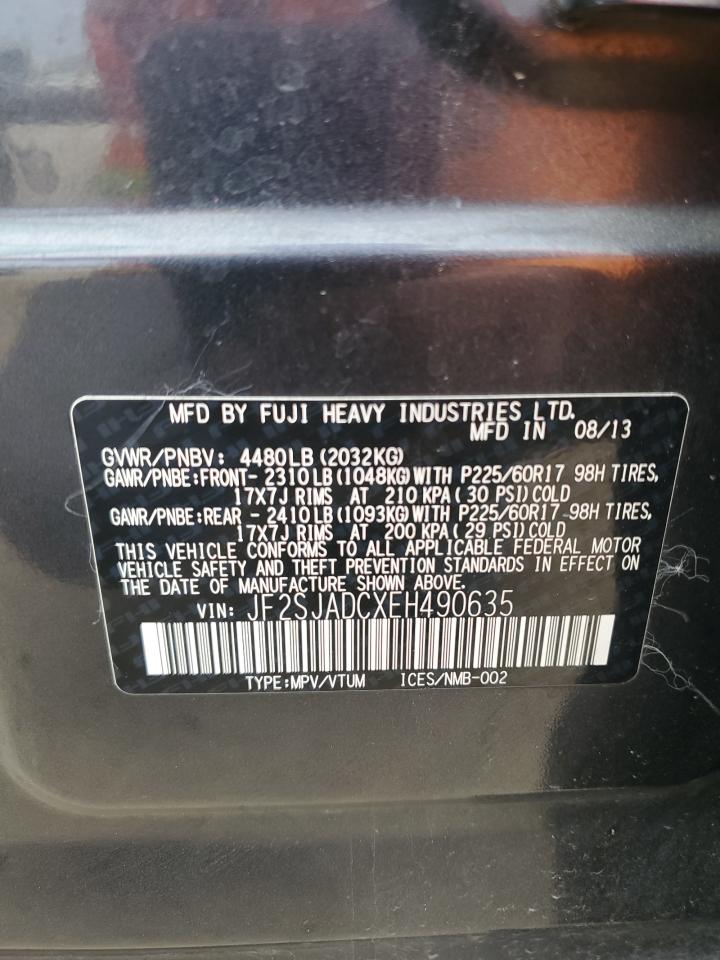 MFD BY FUJI HEAVY INDUSTRIES LTD.
MFD IN 08/13
GVWR/PNBV: 4480LB (2032KG)
GAWR/PNBE:FRONT- 2310LB(1048KG)WITH P225/60R17 98H TIRES,
17X7J RIMS AT 210 KPA( 30 PSI)COLD
GAWR/PNBE:REAR - 2410LB(1093KG)WITH P225/60R17 98H TIRES,
17X7J RIMS AT 200 KPA( 29 PSI)COLD
THIS VEHICLE CONFORMS TO ALL APPLICABLE FEDERAL MOTOR
VEHICLE SAFETY AND THEFT PREVENTION STANDARDS IN EFFECT ON
THE DATE OF MANUFACTURE SHOWN ABOVE.
VIN: JF2SJADCXEH490635
TYPE:MPV/VTUM ICES/NMB-002